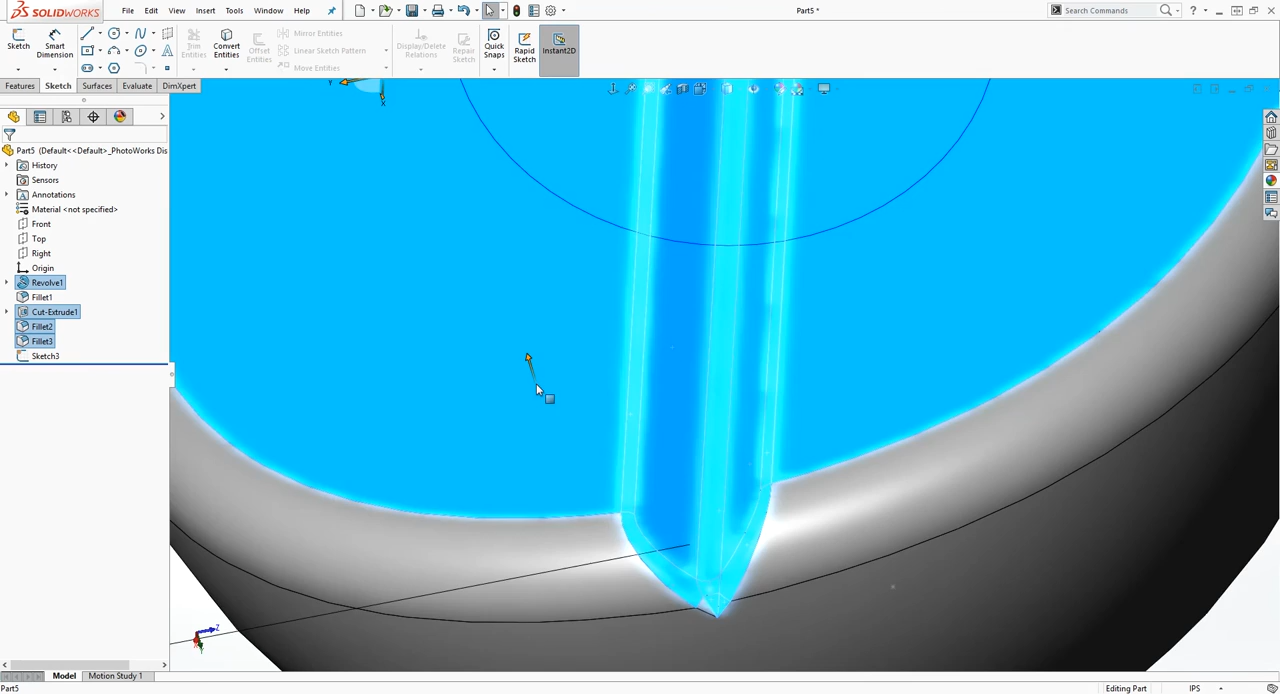 SOLIDWORKS
File Edit View Insert Tools Window Help
Part5 *
Search Commands
Sketch
Smart Dimension
Trim Entities
Convert Entities
Offset Entities
Mirror Entities
Linear Sketch Pattern
Move Entities
Display/Delete Relations
Repair Sketch
Quick Snaps
Rapid Sketch
Instant2D
Features Sketch Surfaces Evaluate DimXpert
Part5 (Default<<Default>_PhotoWorks Dis
History
Sensors
Annotations
Material <not specified>
Front
Top
Right
Origin
Revolve1
Fillet1
Cut-Extrude1
Fillet2
Fillet3
Sketch3
Y
X
Z
Model Motion Study 1
Part5
Editing Part
IPS